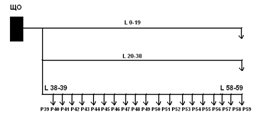 ЩО
L 0-19
L 20-38
L 38-39 L 58-59
P39 P40 P41 P42 P43 P44 P45 P46 P47 P48 P49 P50 P51 P52 P53 P54 P55 P56 P57 P58 P59